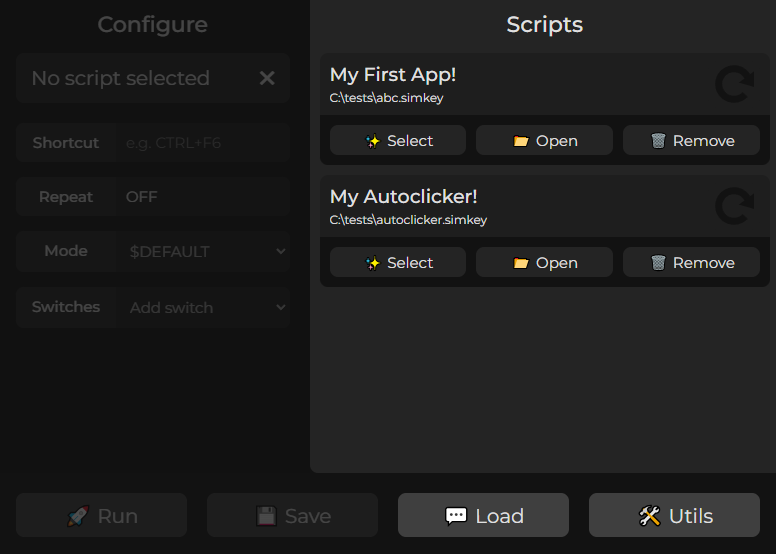 Configure
No script selected
Shortcut e.g. CTRL+F6
Repeat OFF
Mode $DEFAULT
Switches Add switch
Scripts
My First App!
C:\tests\abc.simkey
Select Open Remove
My Autoclicker!
C:\tests\autoclicker.simkey
Select Open Remove
Run Save Load Utils